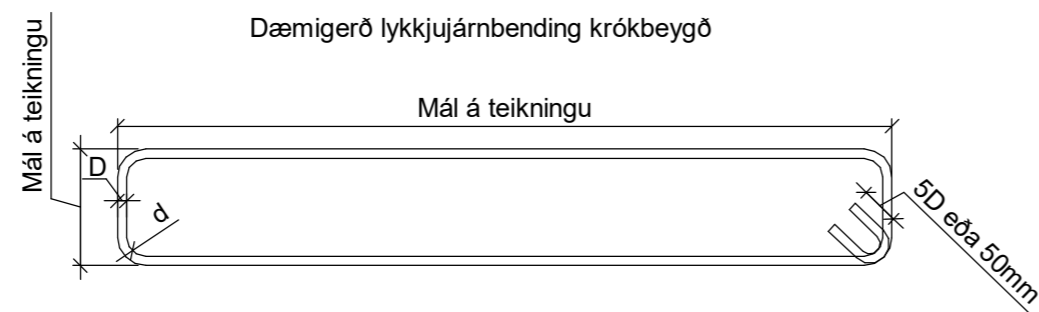 Dæmigerð lykkjujárnbending krókbeygð
Mál á teikningu
Mál á teikningu
D
d
5D eða 50mm